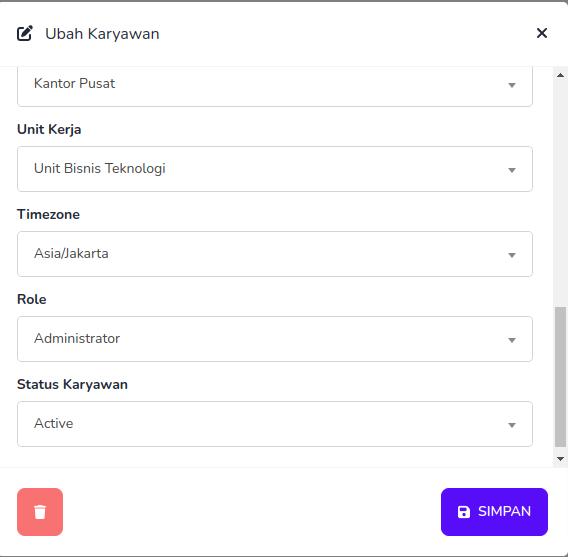 Ubah Karyawan
Kantor Pusat
Unit Kerja
Unit Bisnis Teknologi
Timezone
Asia/Jakarta
Role
Administrator
Status Karyawan
Active
SIMPAN